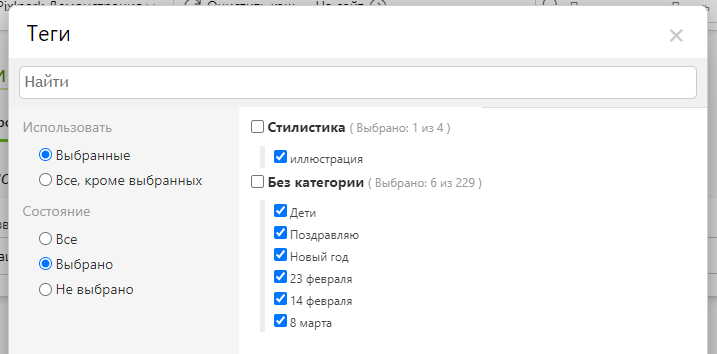 Теги
Найти
Использовать
Выбранные
Все, кроме выбранных
Состояние
Все
Выбрано
Не выбрано
Стилистика ( Выбрано: 1 из 4 )
иллюстрация
Без категории ( Выбрано: 6 из 229 )
Дети
Поздравляю
Новый год
23 февраля
14 февраля
8 марта